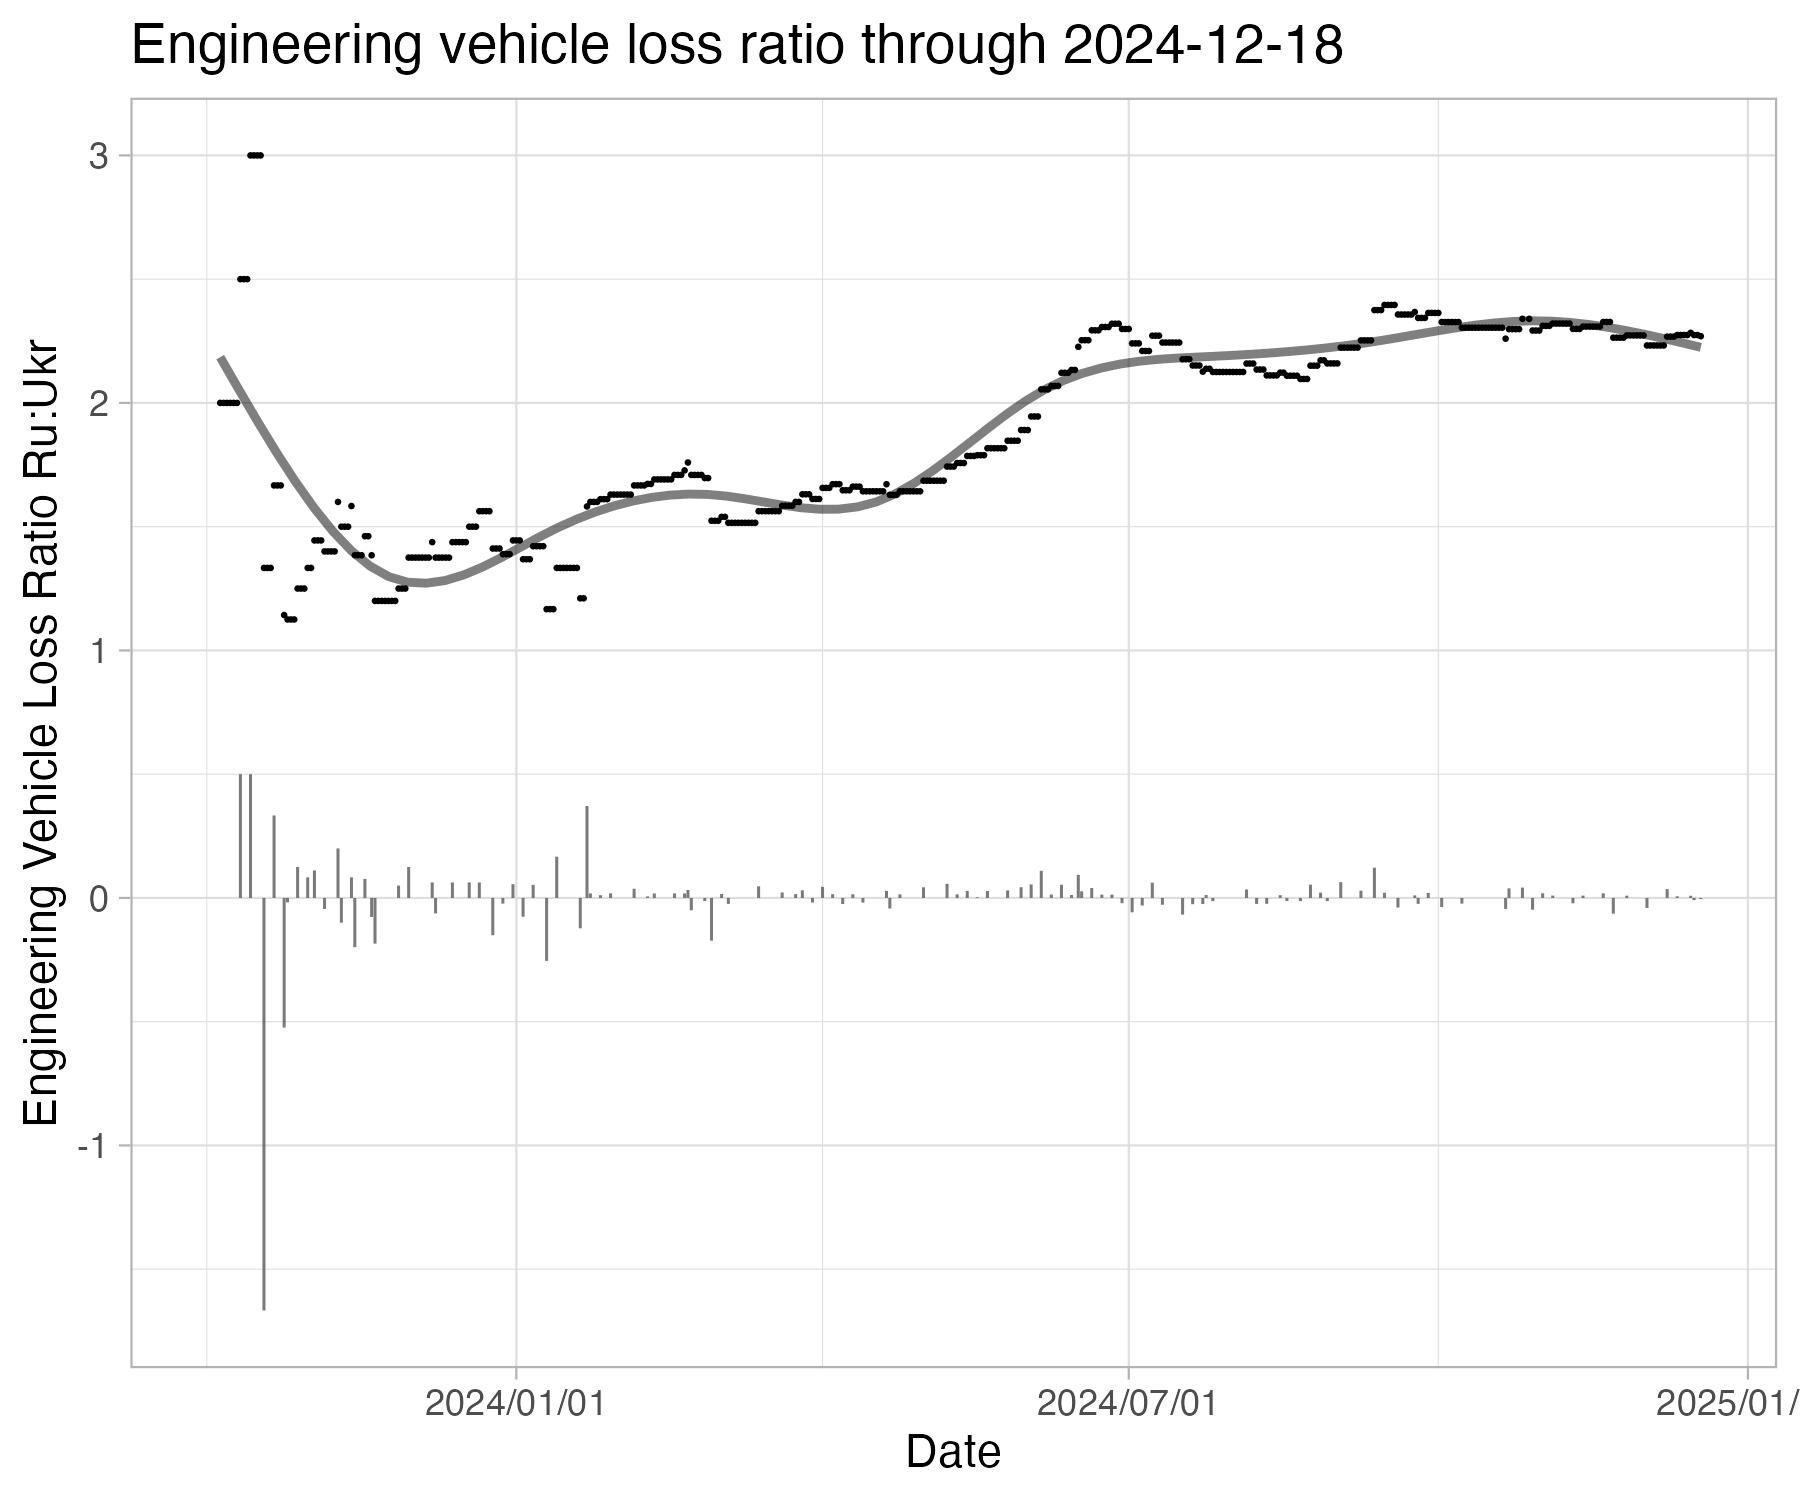 Engineering vehicle loss ratio through 2024-12-18
Engineering Vehicle Loss Ratio Ru:Ukr
3
2
1
0
-1
2024/01/01
2024/07/01
2025/01/
Date